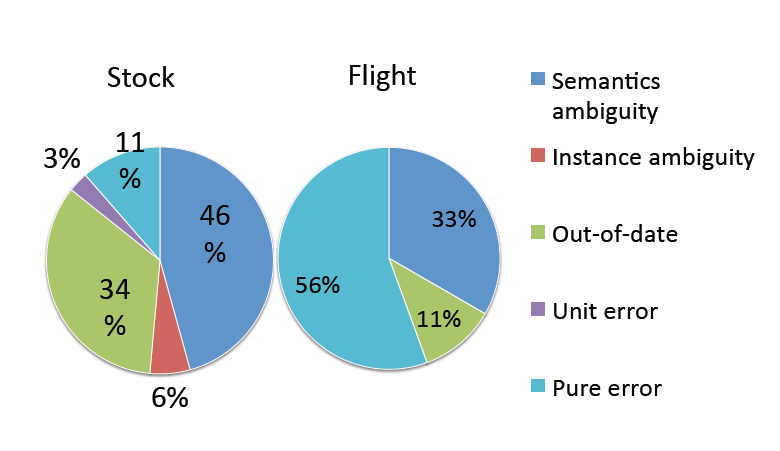 Stock
Flight
3%
11
%
46
%
34
%
6%
33%
56%
11%
Semantics
ambiguity
Instance ambiguity
Out-of-date
Unit error
Pure error